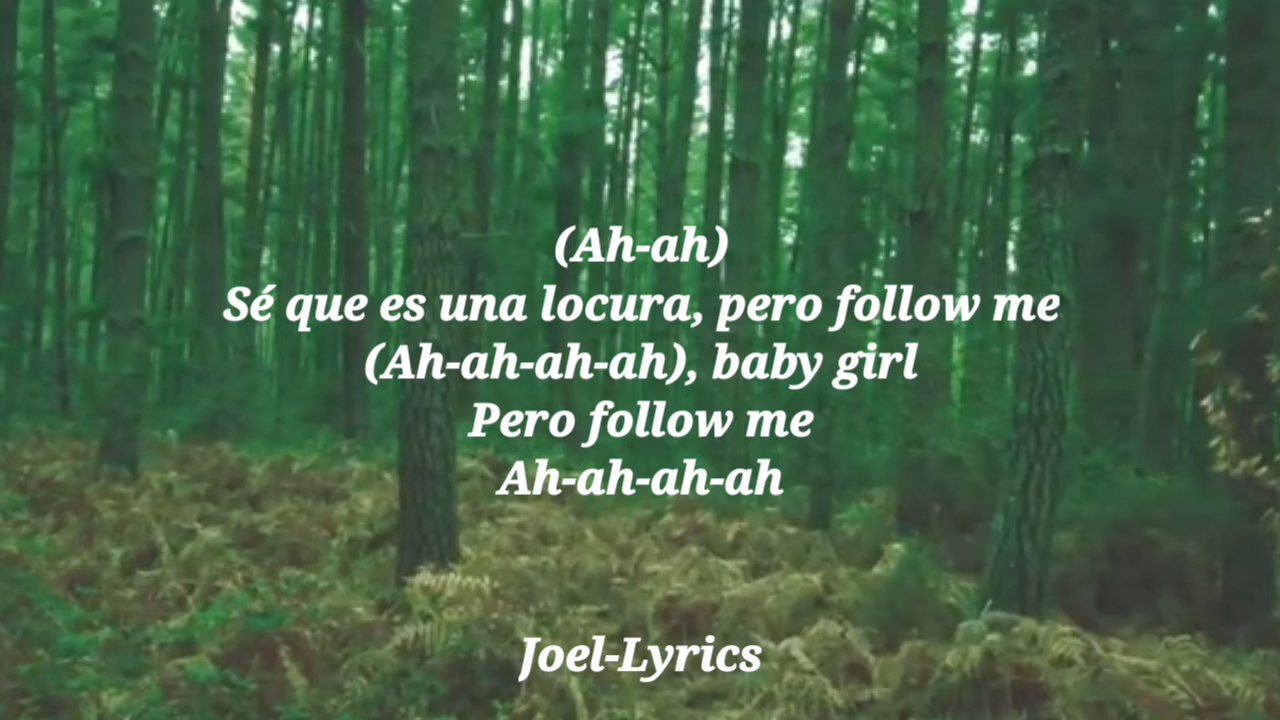 (Ah-ah)
Sé que es una locura, pero follow me
(Ah-ah-ah-ah), baby girl
Pero follow me
Ah-ah-ah-ah
Joel-Lyrics